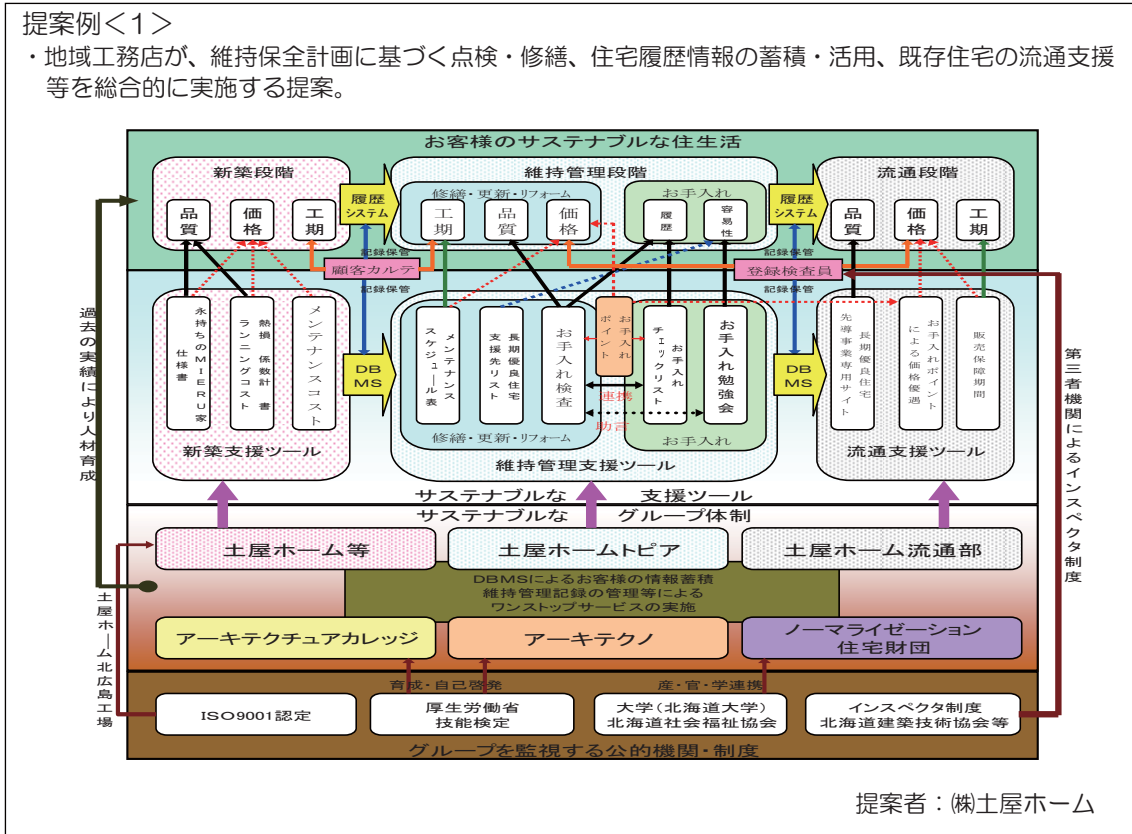 提案例<1>
・地域工務店が、維持保全計画に基づく点検・修繕、住宅履歴情報の蓄積・活用、既存住宅の流通支援
等を総合的に実施する提案。
お客様のサステナブルな住生活
新築段階
維持管理段階
流通段階
履歴
システム
修繕・更新・リフォーム
お手入れ
履歴
システム
品質
価格
工期
工期
品質
価格
履歴
容易性
品質
価格
工期
記録保管
記録保管
顧客カルテ
登録検査員
記録保管
記録保管
永持ちのMIERU家
仕様書
熱損 係数計 書
ランニングコスト
メンテナンスコスト
DB
MS
メンテナンス
スケジュール表
長期優良住宅
支援先リスト
お手入れ検査
お手入れ
ポイント
お手入れ
チェックリスト
お手入れ勉強会
連携
助言
DB
MS
長期優良住宅
先導事業専用サイト
お手入れポイント
による価格優遇
販売保障期間
修繕・更新・リフォーム
お手入れ
新築支援ツール
維持管理支援ツール
流通支援ツール
サステナブルな 支援ツール
サステナブルな グループ体制
土屋ホーム等
土屋ホームトピア
土屋ホーム流通部
DBMSによるお客様の情報蓄積
維持管理記録の管理等による
ワンストップサービスの実施
アーキテクチュアカレッジ
アーキテクノ
ノーマライゼーション
住宅財団
育成・自己啓発
産・官・学連携
ISO9001認定
厚生労働省
技能検定
大学(北海道大学)
北海道社会福祉協会
インスペクタ制度
北海道建築技術協会等
グループを監視する公的機関・制度
過去の実績により人材育成
土屋ホーム北広島工場
第三者機関によるインスペクタ制度
提案者:㈱土屋ホーム